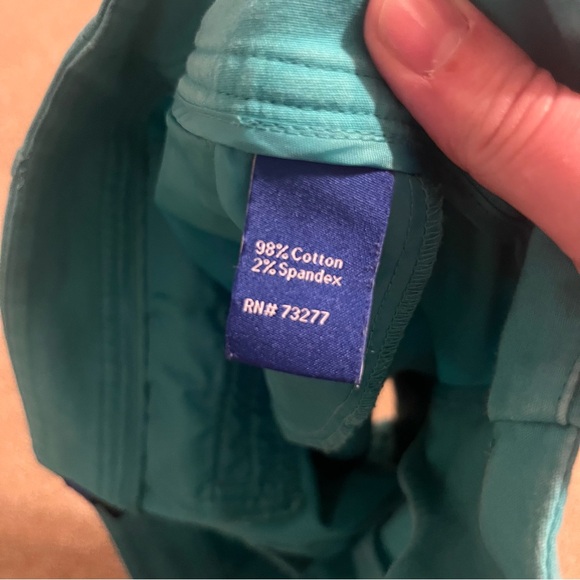 98% Cotton
2% Spandex
RN# 73277